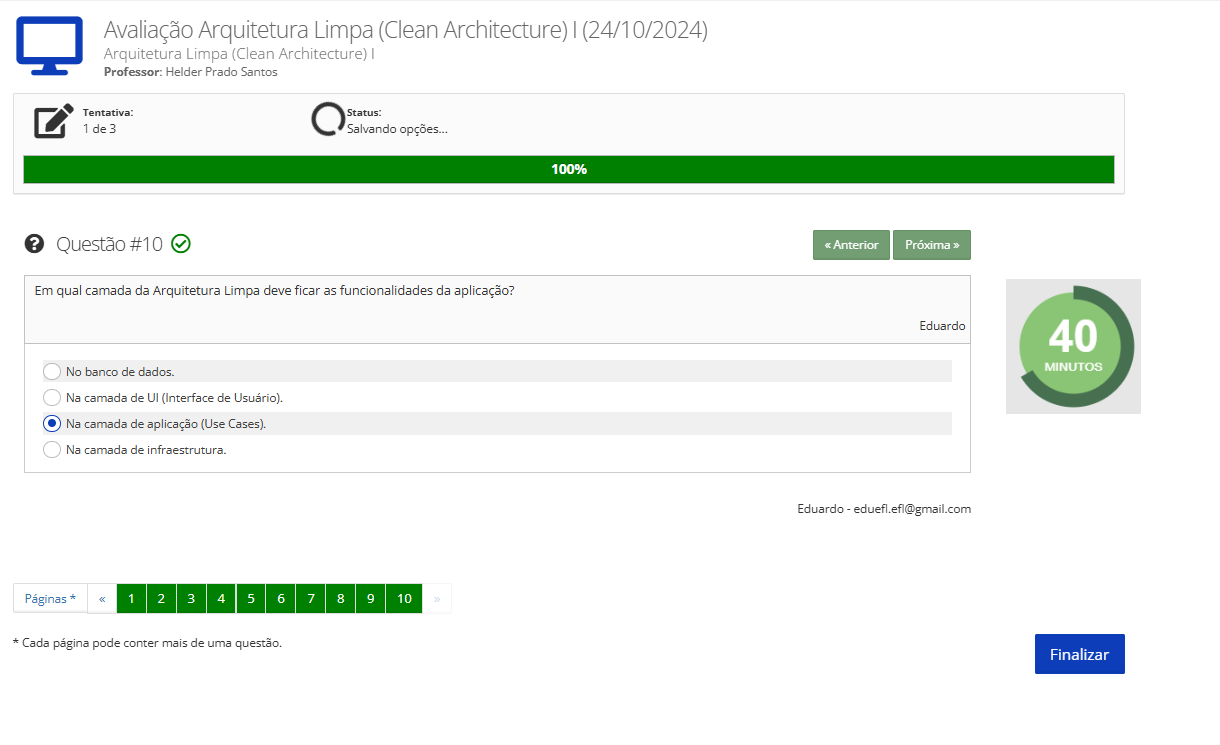 Avaliação Arquitetura Limpa (Clean Architecture) I (24/10/2024)
Arquitetura Limpa (Clean Architecture) I
Professor: Helder Prado Santos
Tentativa:
1 de 3
Status:
Salvando opções...
100%
Questão #10
« Anterior
Próxima »
Em qual camada da Arquitetura Limpa deve ficar as funcionalidades da aplicação?
Eduardo
40
MINUTOS
No banco de dados.
Na camada de UI (Interface de Usuário).
Na camada de aplicação (Use Cases).
Na camada de infraestrutura.
Eduardo - eduefl.efl@gmail.com
Páginas * « 1 2 3 4 5 6 7 8 9 10 »
* Cada página pode conter mais de uma questão.
Finalizar